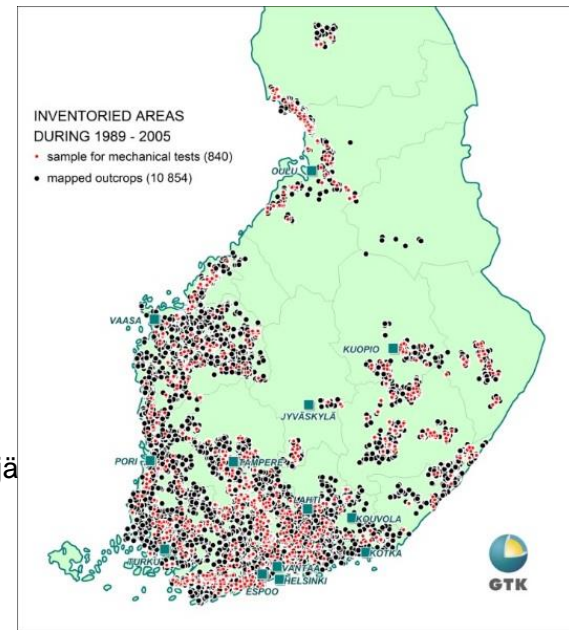 INVENTORIED AREAS
DURING 1989 - 2005
sample for mechanical tests (840)
mapped outcrops (10 854)
OULU
VAASA
KUOPIO
JYVÄSKYLÄ
jä
PORI
TAMPERE
LAHTI
KOUVOLA
TURKU
KOTKA
VANTAA
HELSINKI
ESPOO
GTK